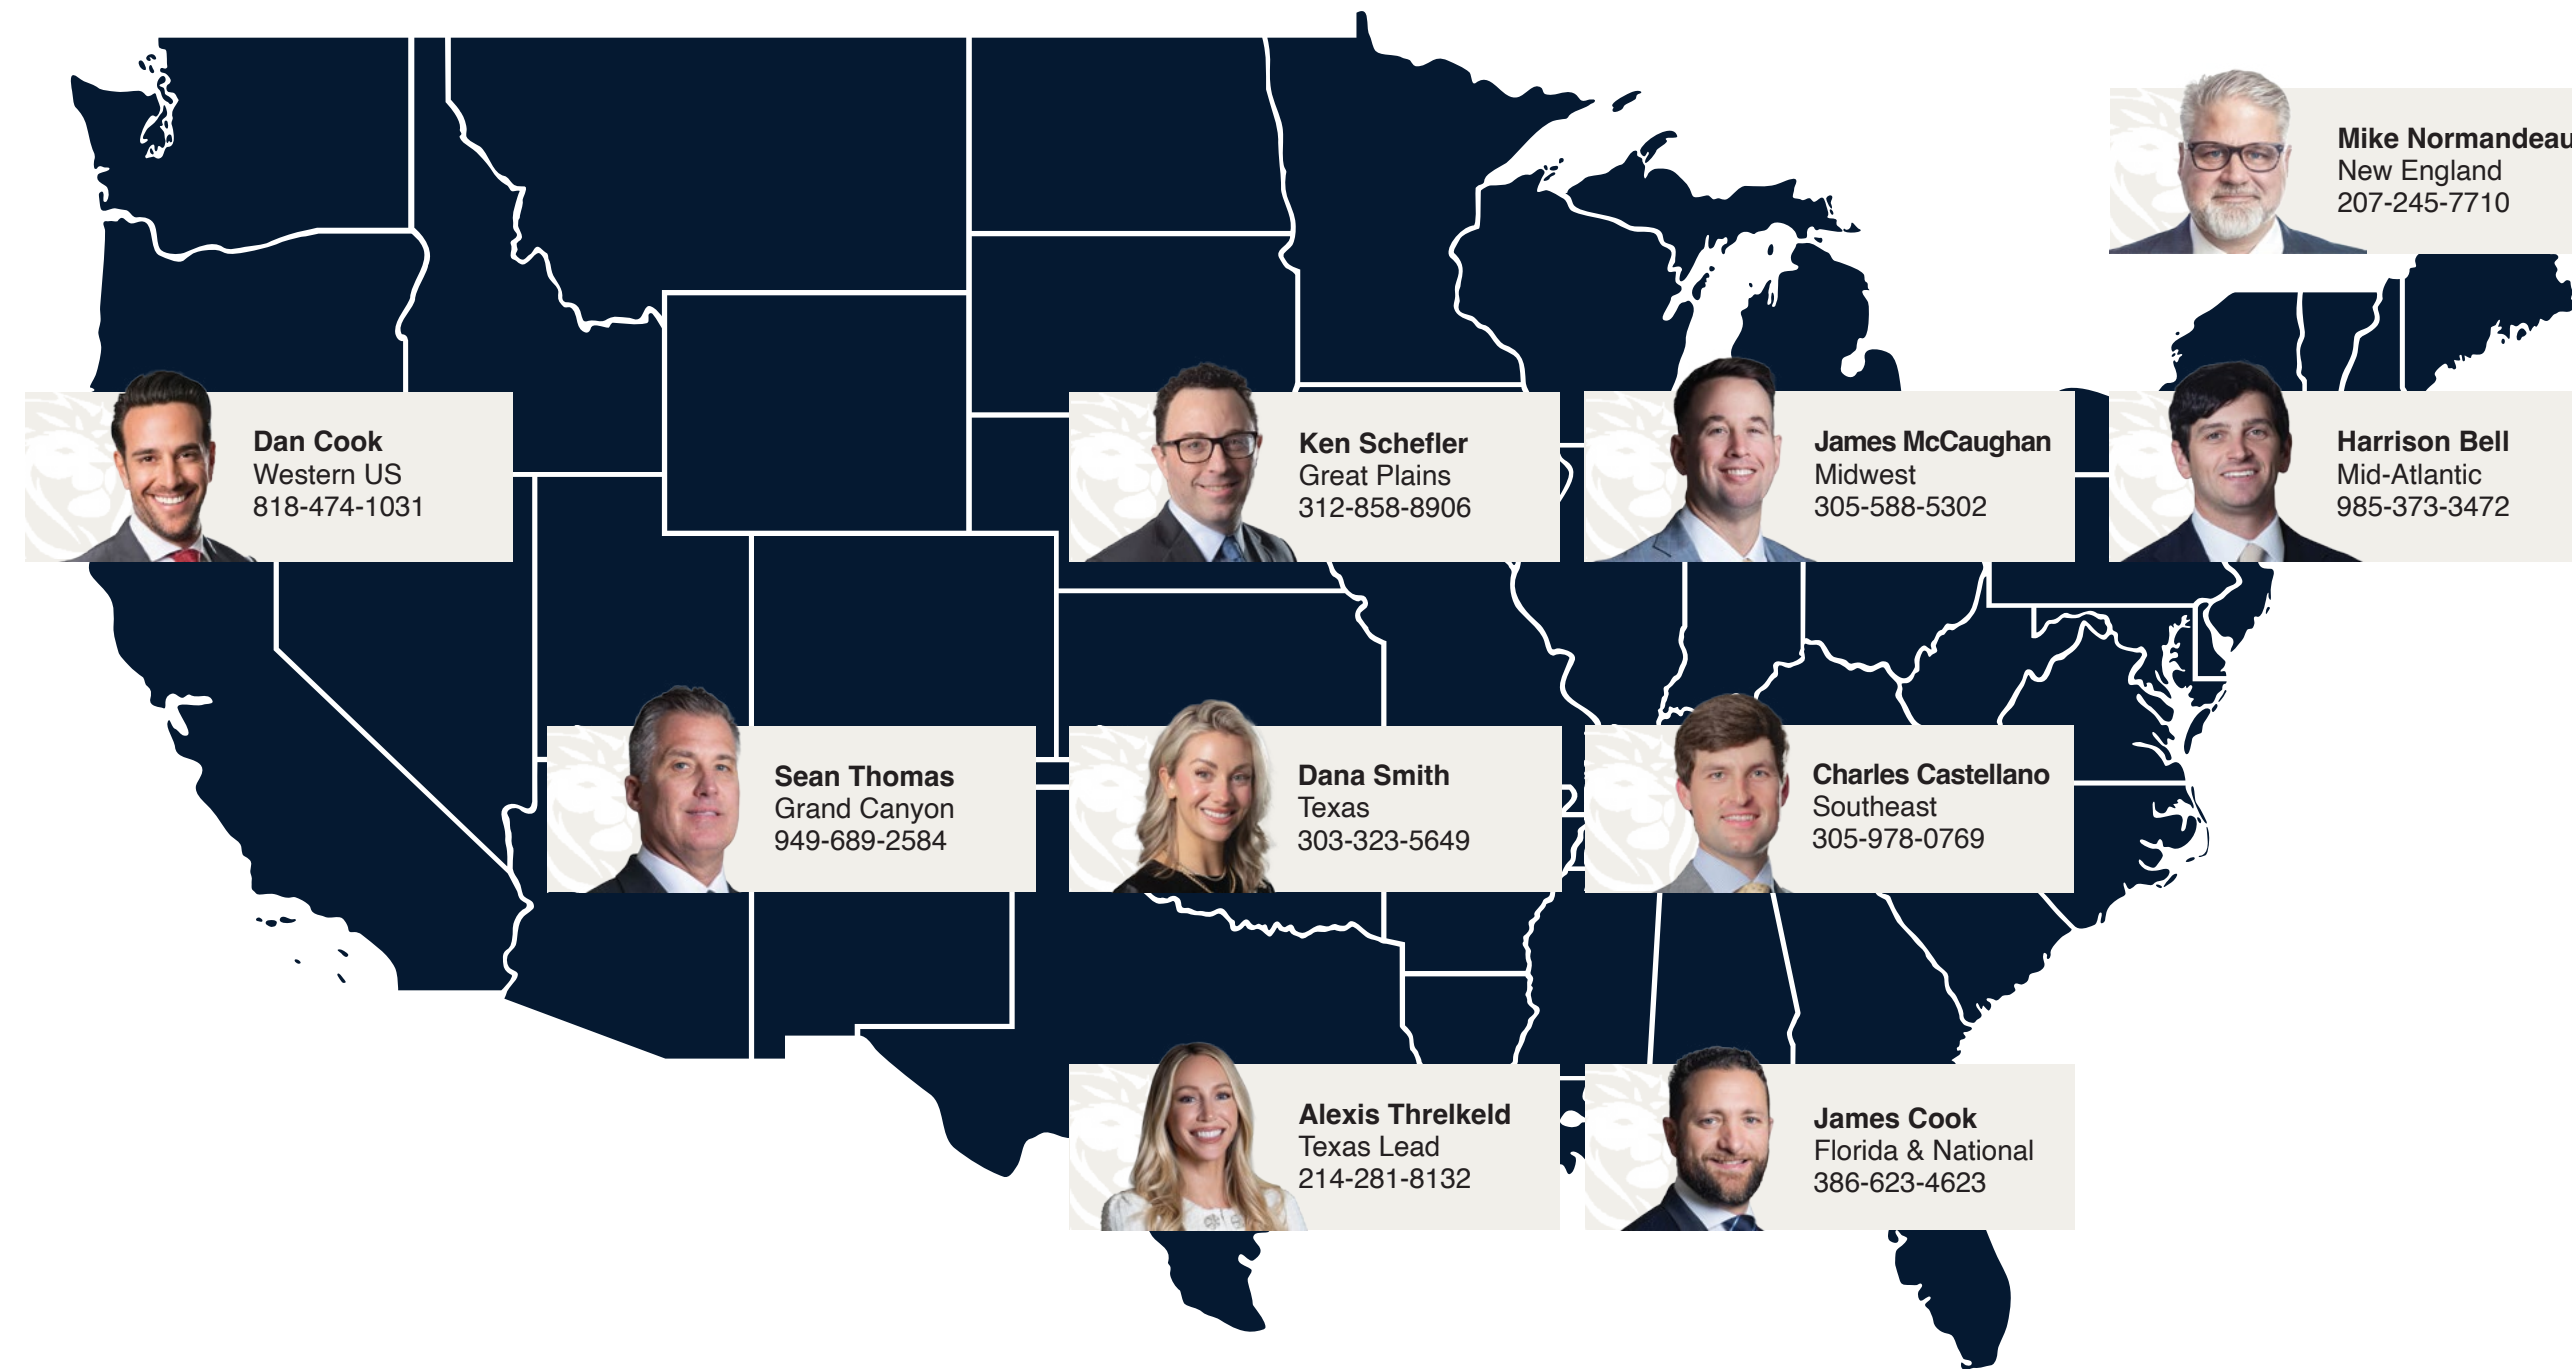 Mike Normandeau
New England
207-245-7710
Dan Cook
Western US
818-474-1031
Ken Schefler
Great Plains
312-858-8906
James McCaughan
Midwest
305-588-5302
Harrison Bell
Mid-Atlantic
985-373-3472
Sean Thomas
Grand Canyon
949-689-2584
Dana Smith
Texas
303-323-5649
Charles Castellano
Southeast
305-978-0769
Alexis Threlkeld
Texas Lead
214-281-8132
James Cook
Florida & National
386-623-4623